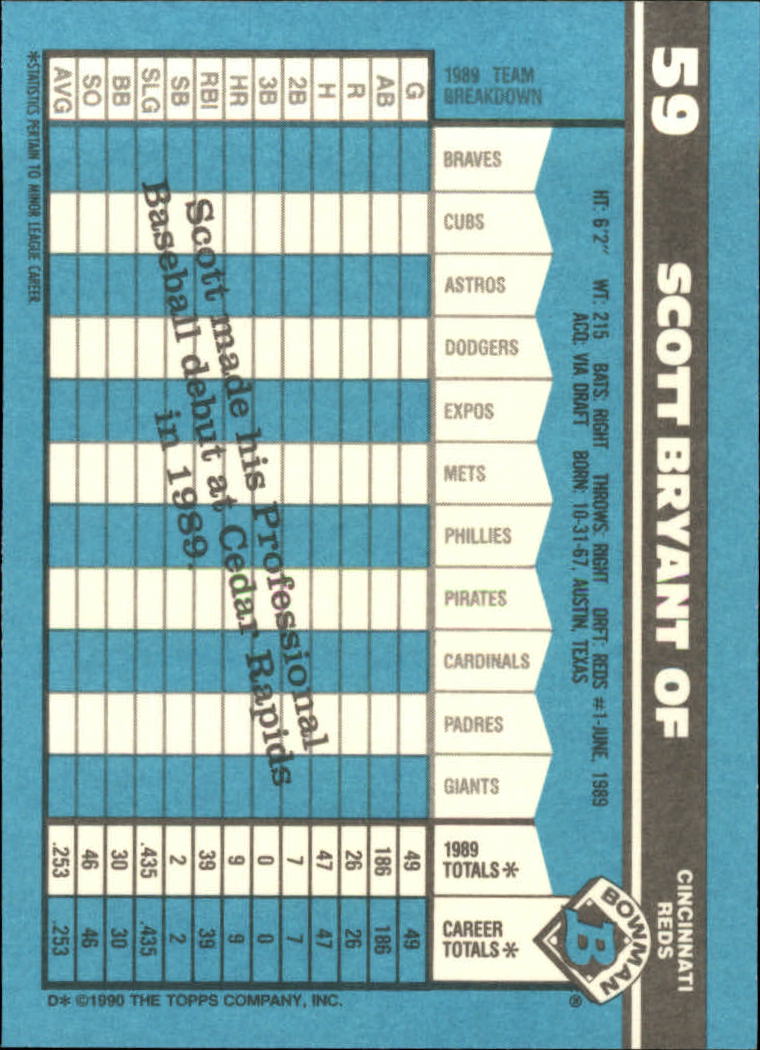 59
SCOTT BRYANT OF
CINCINNATI
REDS
HT: 6'2" WT: 215 BATS: RIGHT THROWS: RIGHT DRFT: REDS #1-JUNE, 1989
ACQ: VIA DRAFT BORN: 10-31-67, AUSTIN, TEXAS
BOWMAN
B
®
1989 TEAM
BREAKDOWN
G
AB
R
H
2B
3B
HR
RBI
SB
SLG
BB
SO
AVG
BRAVES
CUBS
ASTROS
DODGERS
EXPOS
METS
PHILLIES
PIRATES
CARDINALS
PADRES
GIANTS
1989
TOTALS*
49
186
26
47
7
0
9
39
2
.435
30
46
.253
CAREER
TOTALS*
49
186
26
47
7
0
9
39
2
.435
30
46
.253
Scott made his Professional
Baseball debut at Cedar Rapids
in 1989.
*STATISTICS PERTAIN TO MINOR LEAGUE CAREER.
D* ©1990 THE TOPPS COMPANY, INC.